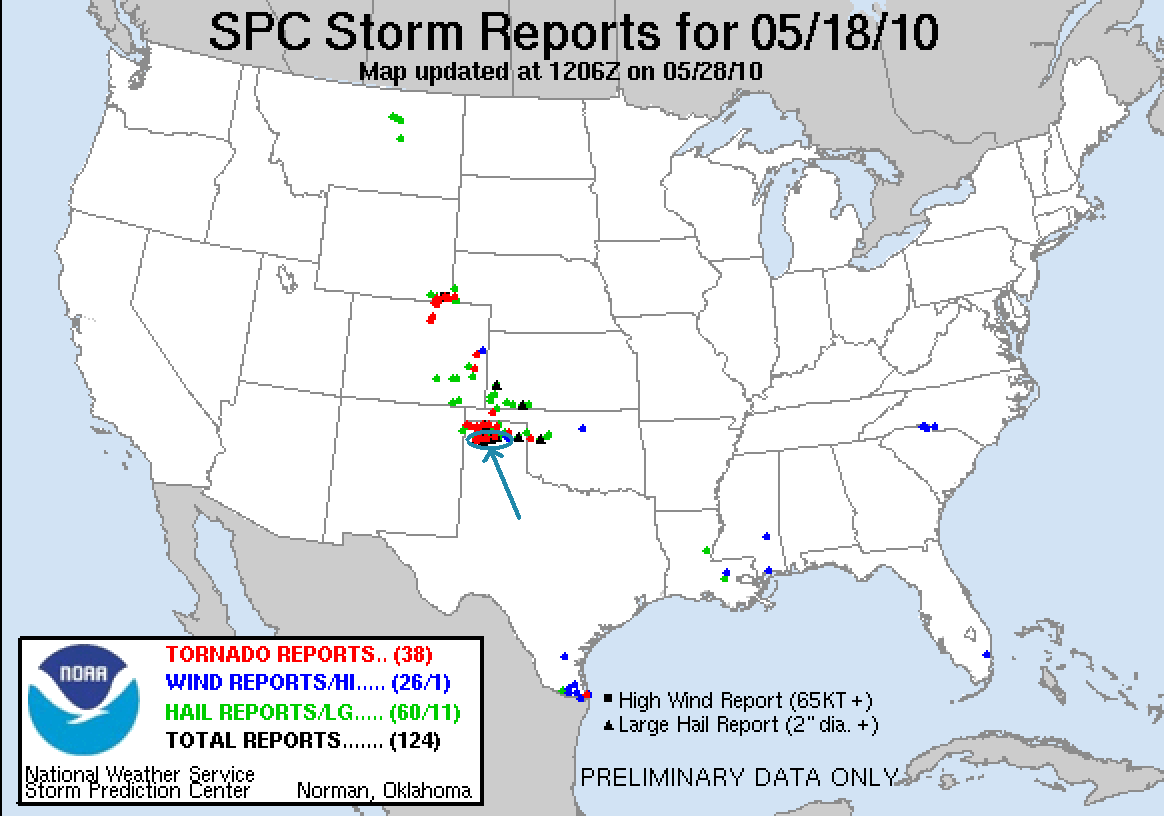 SPC Storm Reports for 05/18/10
Map updated at 1206Z on 05/28/10
NOAA
TORNADO REPORTS.. (38)
WIND REPORTS/HI..... (26/1)
HAIL REPORTS/LG..... (60/11)
TOTAL REPORTS....... (124)
National Weather Service
Storm Prediction Center Norman, Oklahoma
High Wind Report (65KT +)
Large Hail Report (2" dia. +)
PRELIMINARY DATA ONLY